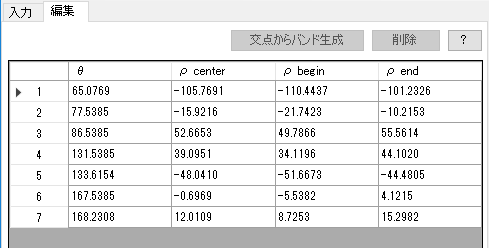 入力 編集
交点からバンド生成 削除 ?
θ ρ center ρ begin ρ end
1 65.0769 -105.7691 -110.4437 -101.2326
2 77.5385 -15.9216 -21.7423 -10.2153
3 86.5385 52.6653 49.7866 55.5614
4 131.5385 39.0951 34.1196 44.1020
5 133.6154 -48.0410 -51.6673 -44.4805
6 167.5385 -0.6969 -5.5382 4.1215
7 168.2308 12.0109 8.7253 15.2982